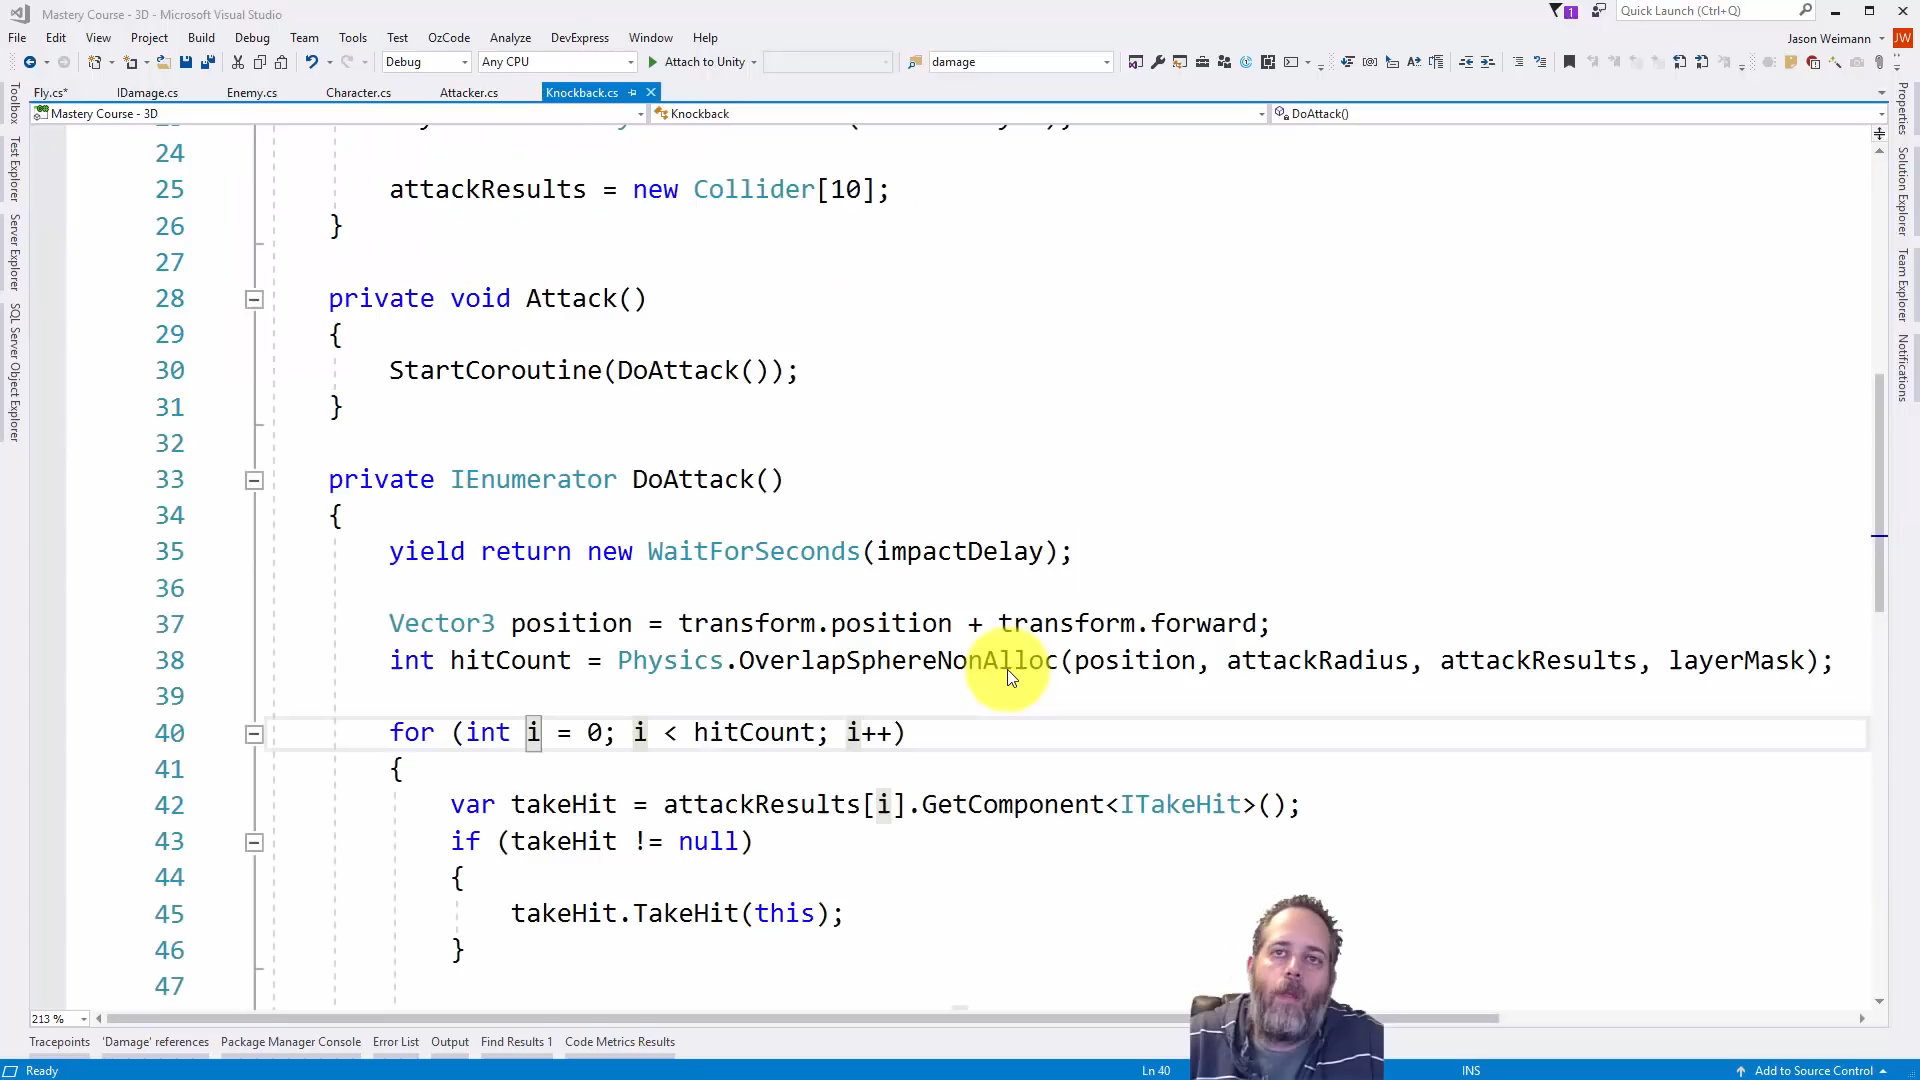 Mastery Course - 3D - Microsoft Visual Studio
1
Quick Launch (Ctrl+Q)
File Edit View Project Build Debug Team Tools Test OzCode Analyze DevExpress Window Help
Jason Weimann JW
Debug Any CPU Attach to Unity damage
Fly.cs* IDamage.cs Enemy.cs Character.cs Attacker.cs Knockback.cs
Mastery Course - 3D Knockback DoAttack()
Toolbox
Test Explorer
Server Explorer
SQL Server Object Explorer
Properties
Solution Explorer
Team Explorer
Notifications
24
25 attackResults = new Collider[10];
26 }
27
28 private void Attack()
29 {
30 StartCoroutine(DoAttack());
31 }
32
33 private IEnumerator DoAttack()
34 {
35 yield return new WaitForSeconds(impactDelay);
36
37 Vector3 position = transform.position + transform.forward;
38 int hitCount = Physics.OverlapSphereNonAlloc(position, attackRadius, attackResults, layerMask);
39
40 for (int i = 0; i < hitCount; i++)
41 {
42 var takeHit = attackResults[i].GetComponent<ITakeHit>();
43 if (takeHit != null)
44 {
45 takeHit.TakeHit(this);
46 }
47
213 %
Tracepoints 'Damage' references Package Manager Console Error List Output Find Results 1 Code Metrics Results
Ready Ln 40 INS Add to Source Control